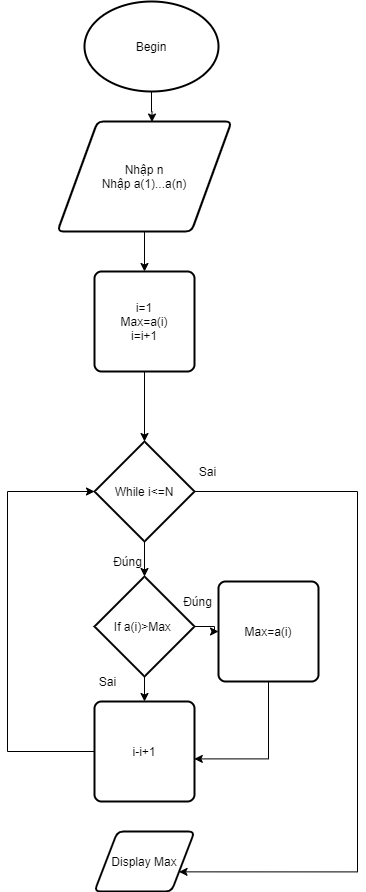 Begin
Nhập n
Nhập a(1)...a(n)
i=1
Max=a(i)
i=i+1
While i<=N
Sai
Đúng
If a(i)>Max
Đúng
Max=a(i)
Sai
i-i+1
Display Max